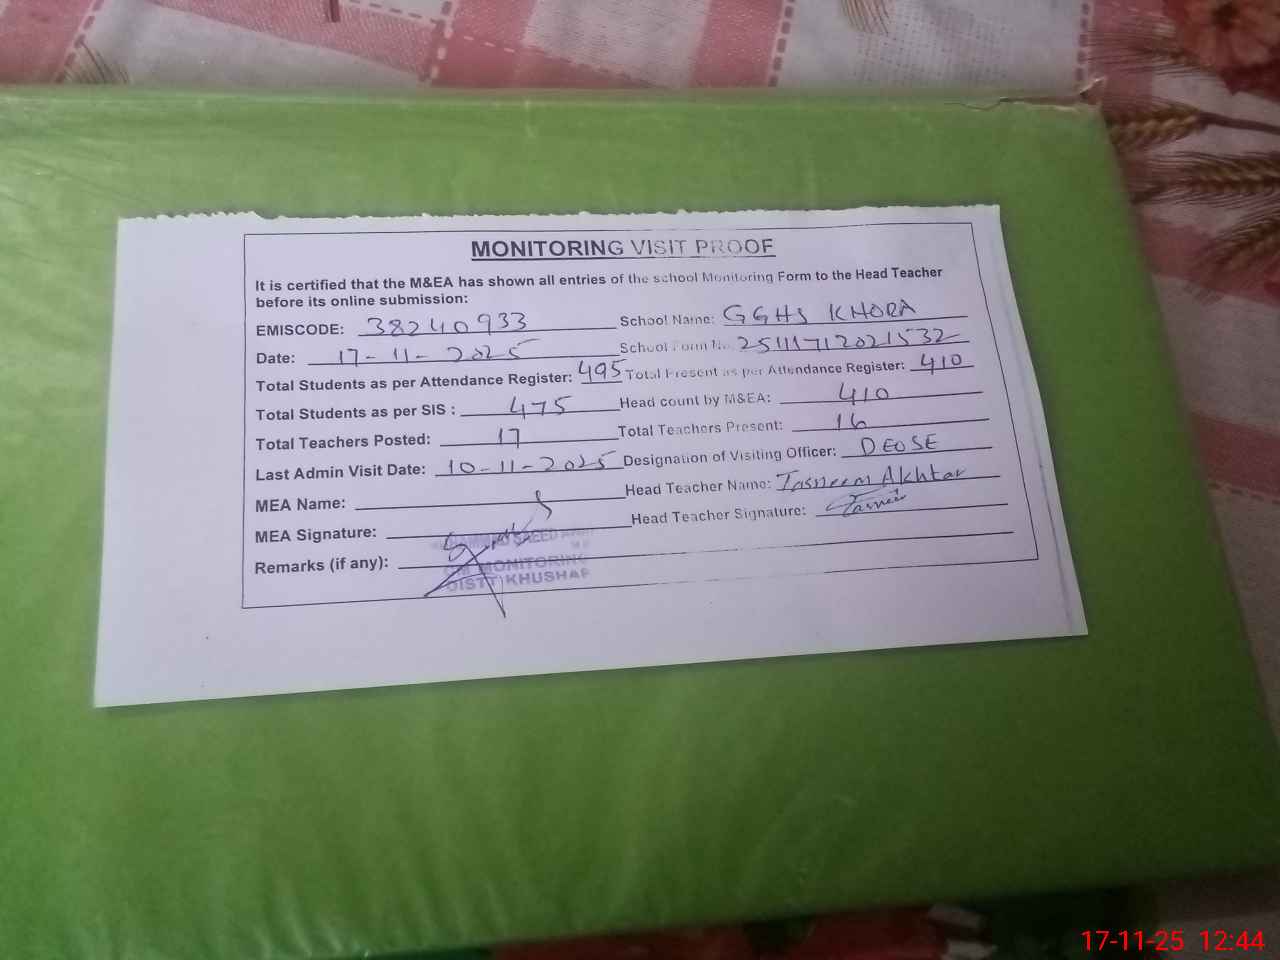 MONITORING VISIT PROOF
It is certified that the M&EA has shown all entries of the school Monitoring Form to the Head Teacher
before its online submission:
EMISCODE: 38240933 School Name: GGHS KHORA
Date: 17-11-2025 School Form No. 25111712021532
Total Students as per Attendance Register: 495 Total Present as per Attendance Register: 410
Total Students as per SIS : 475 Head count by M&EA: 410
Total Teachers Posted: 17 Total Teachers Present: 16
Last Admin Visit Date: 10-11-2025 Designation of Visiting Officer: DEOSE
MEA Name: Head Teacher Name: Tasneem Akhtar
MEA Signature: Head Teacher Signature: Tasneem
Remarks (if any):
SAEED
MONITORING
DISTT KHUSHAB
17-11-25 12:44